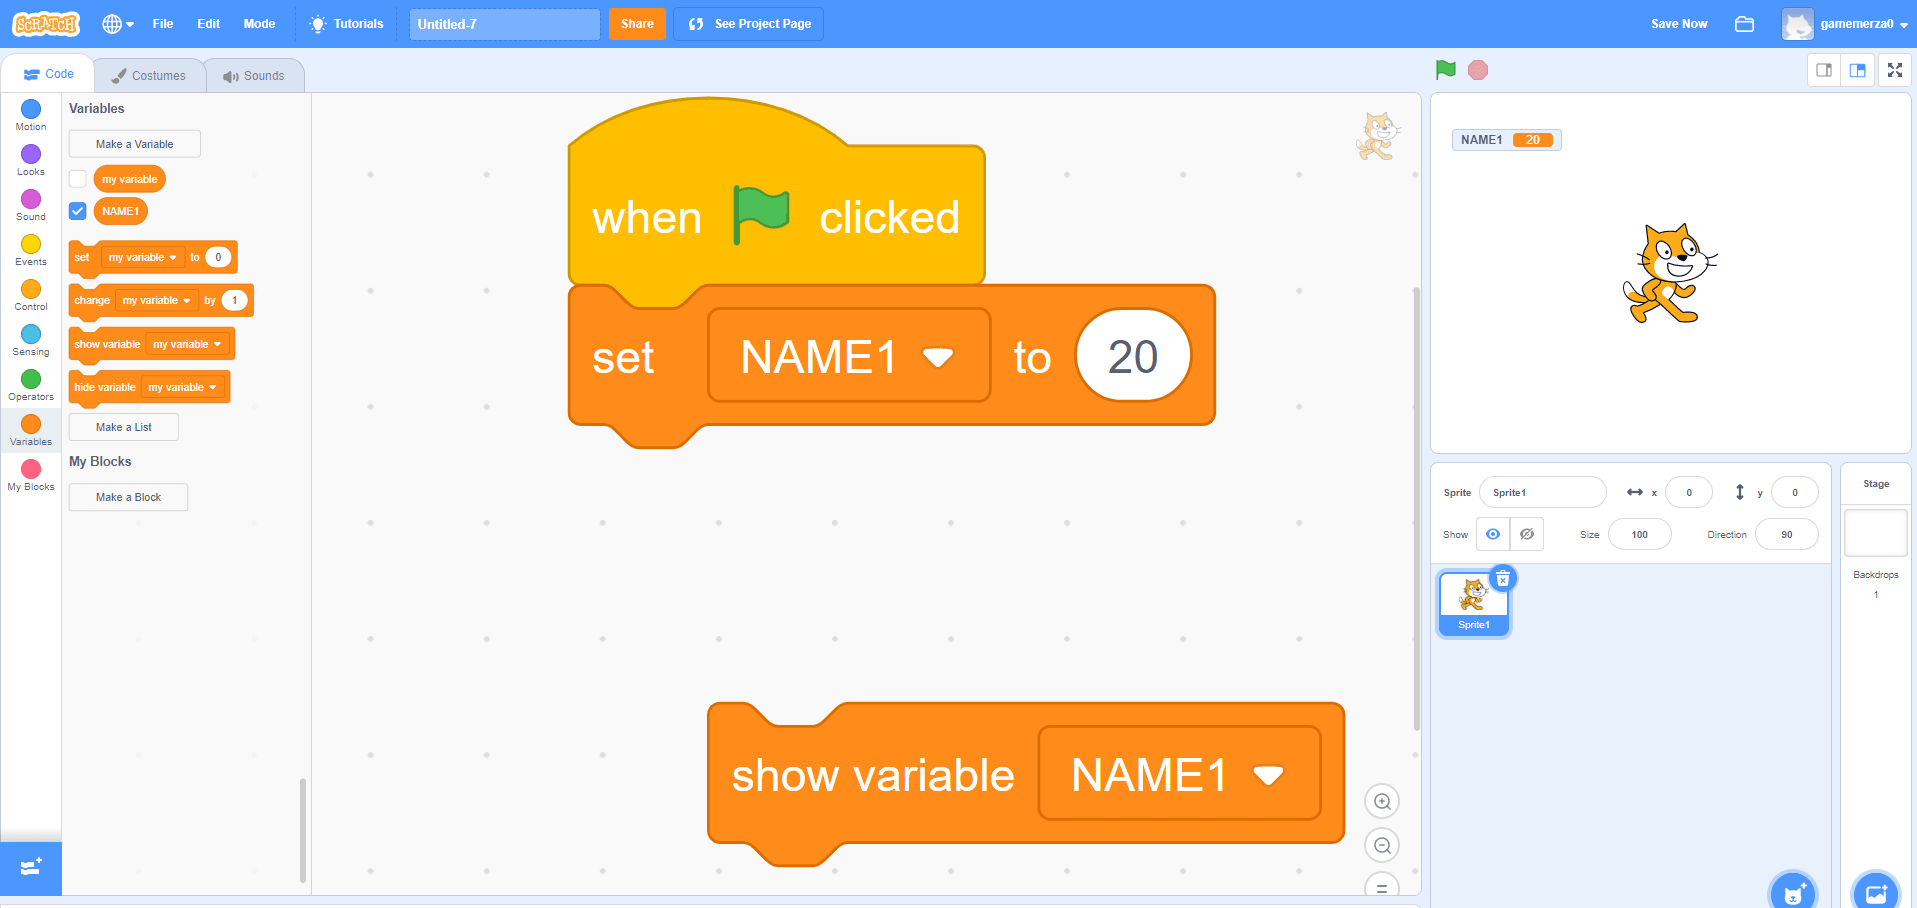 SCRATCH
File
Edit
Mode
Tutorials
Untitled-7
Share
See Project Page
Save Now
gamemerza0
Code
Costumes
Sounds
Motion
Looks
Sound
Events
Control
Sensing
Operators
Variables
My Blocks
Variables
Make a Variable
my variable
NAME1
set my variable to 0
change my variable by 1
show variable my variable
hide variable my variable
Make a List
My Blocks
Make a Block
when clicked
set NAME1 to 20
show variable NAME1
NAME1 20
Sprite Sprite1 x 0 y 0
Show Size 100 Direction 90
Sprite1
Stage
Backdrops
1